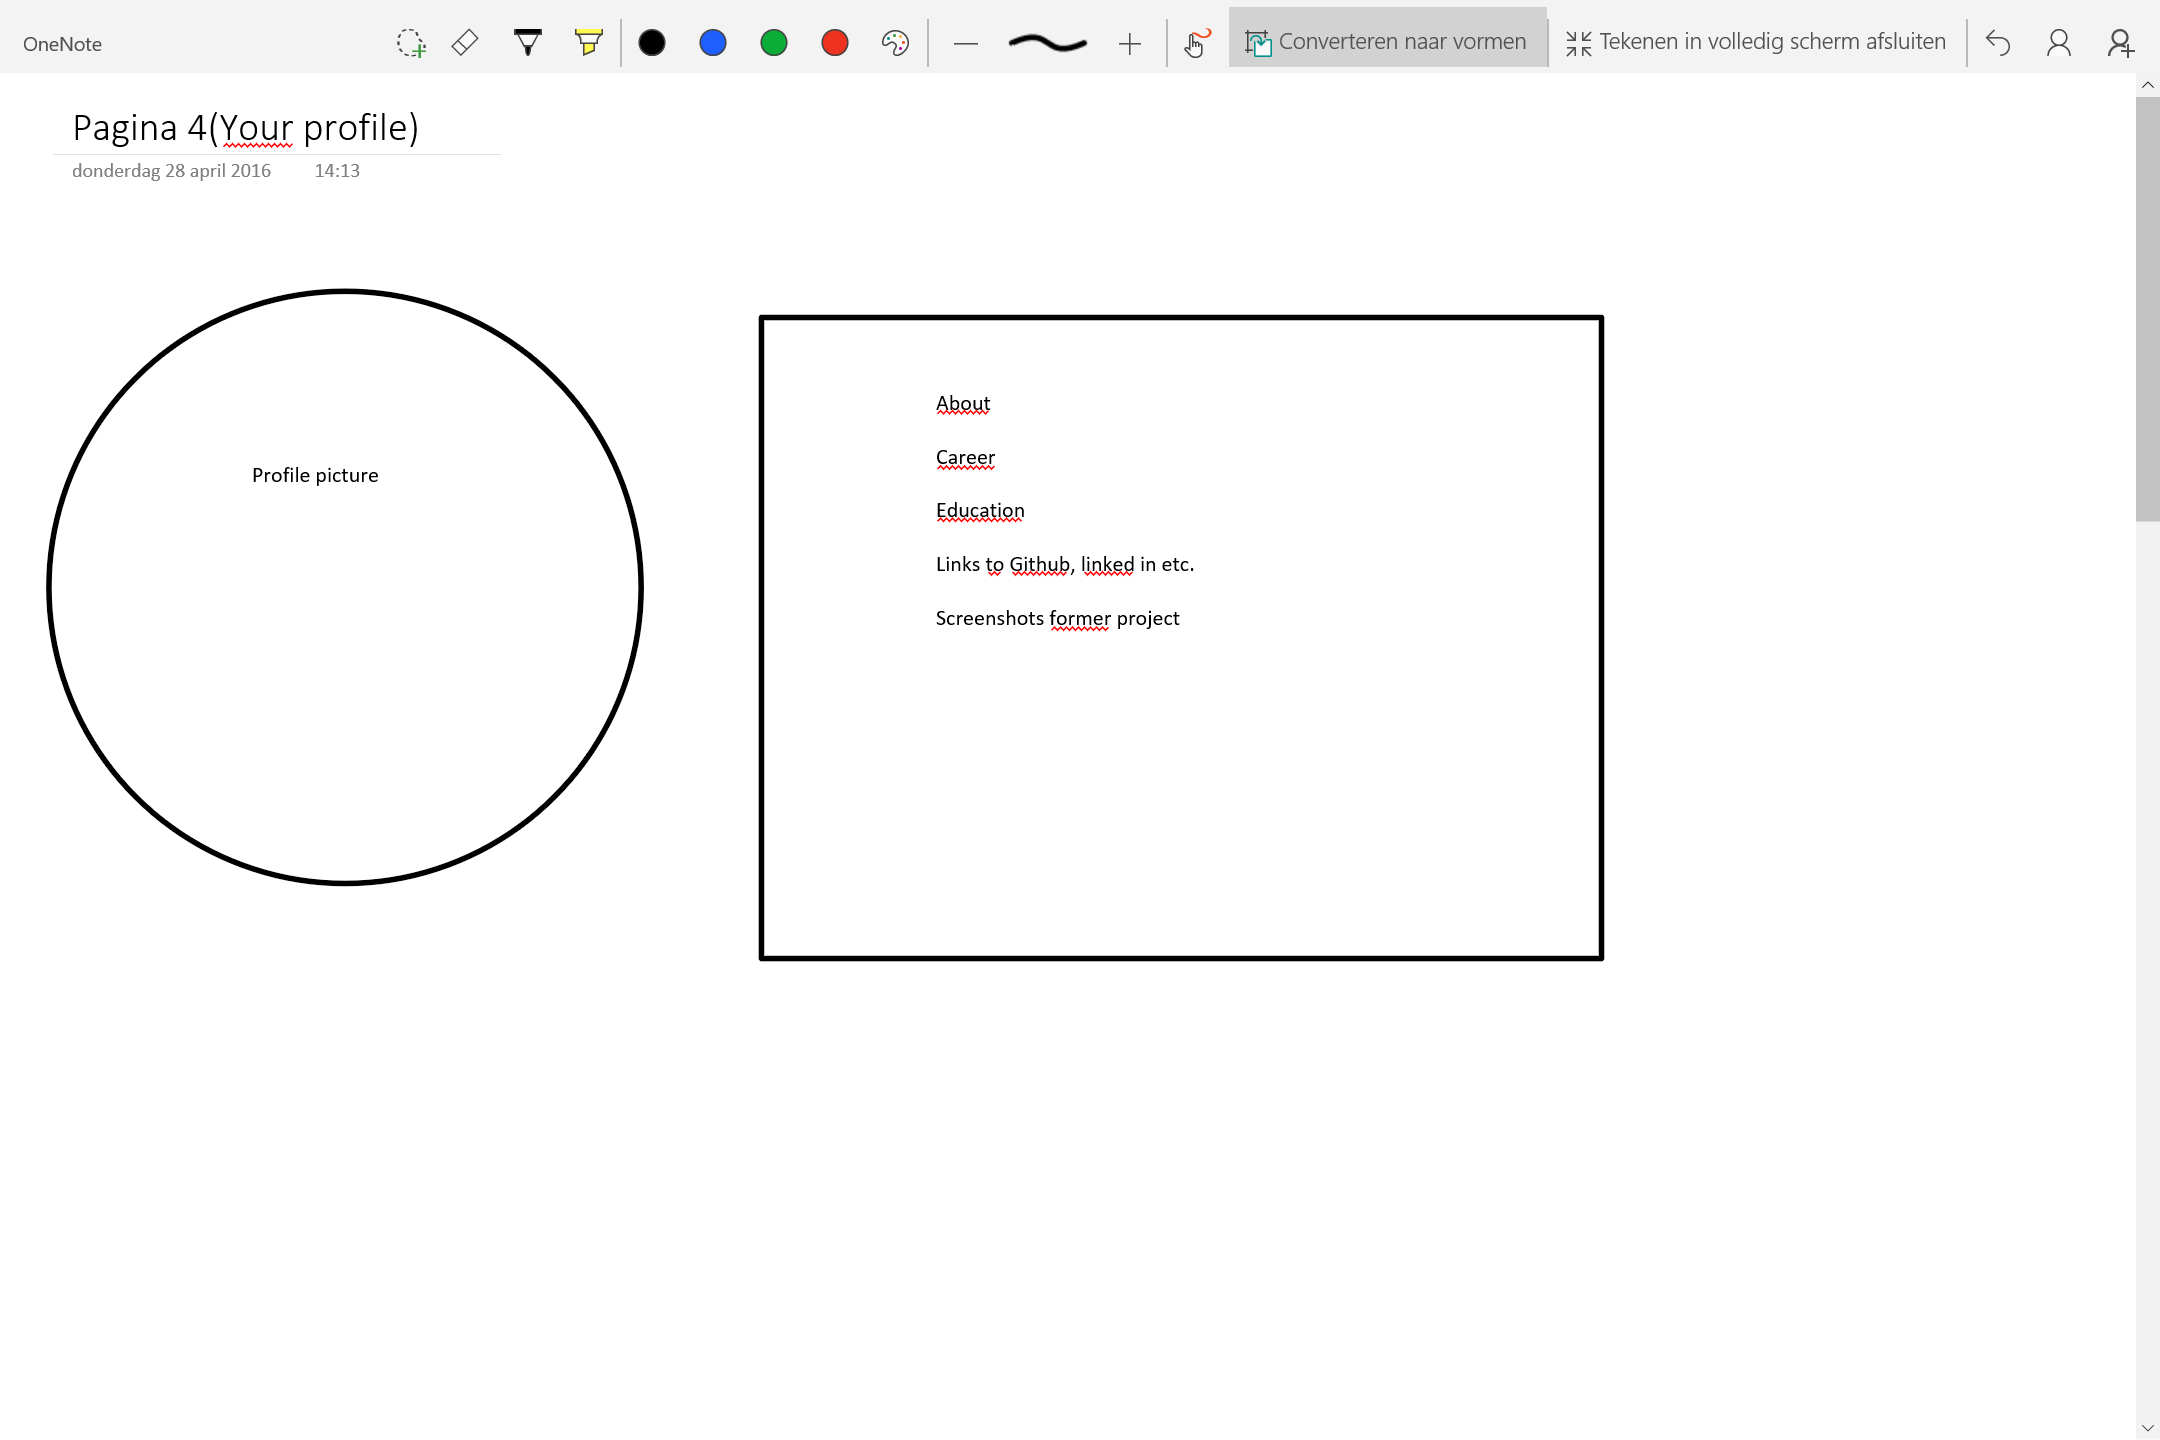 OneNote
Converteren naar vormen
Tekenen in volledig scherm afsluiten
Pagina 4(Your profile)
donderdag 28 april 2016 14:13
Profile picture
About
Career
Education
Links to Github, linked in etc.
Screenshots former project